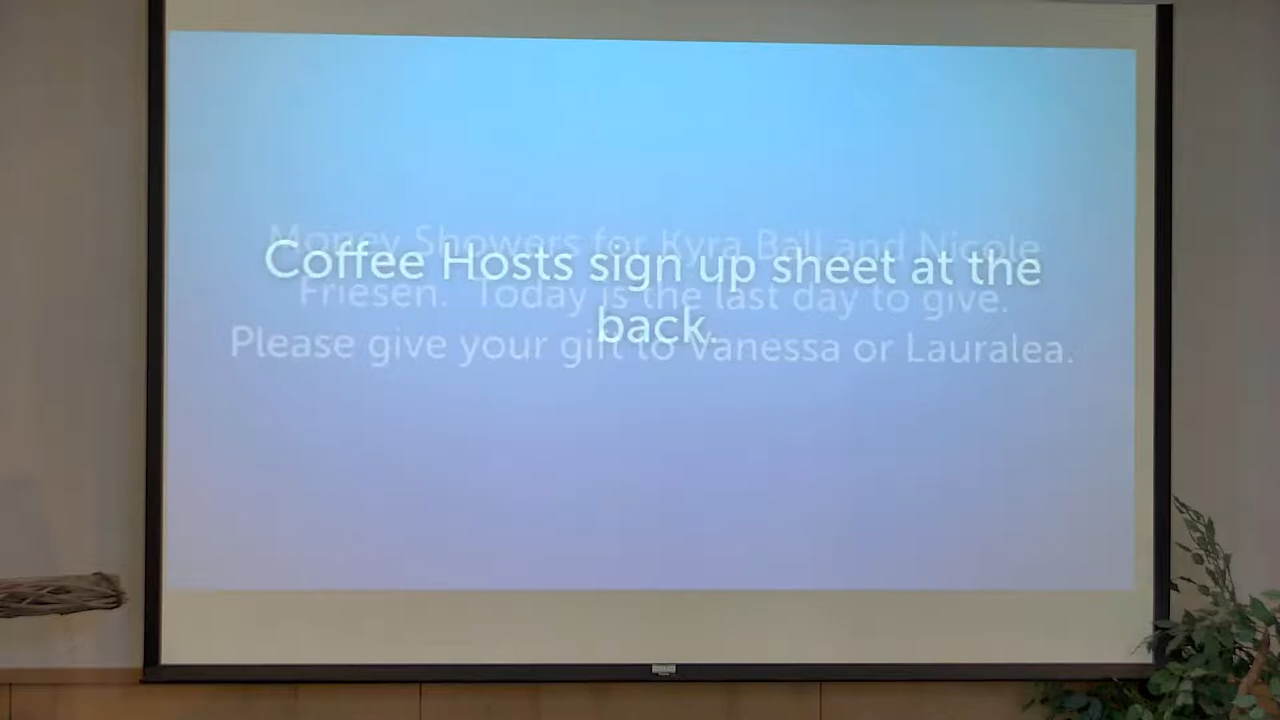 Coffee Hosts sign up sheet at the
back.
Money Showers for Kyra Ball and Nicole
Friesen. Today is the last day to give.
Please give your gift to Vanessa or Lauralea.